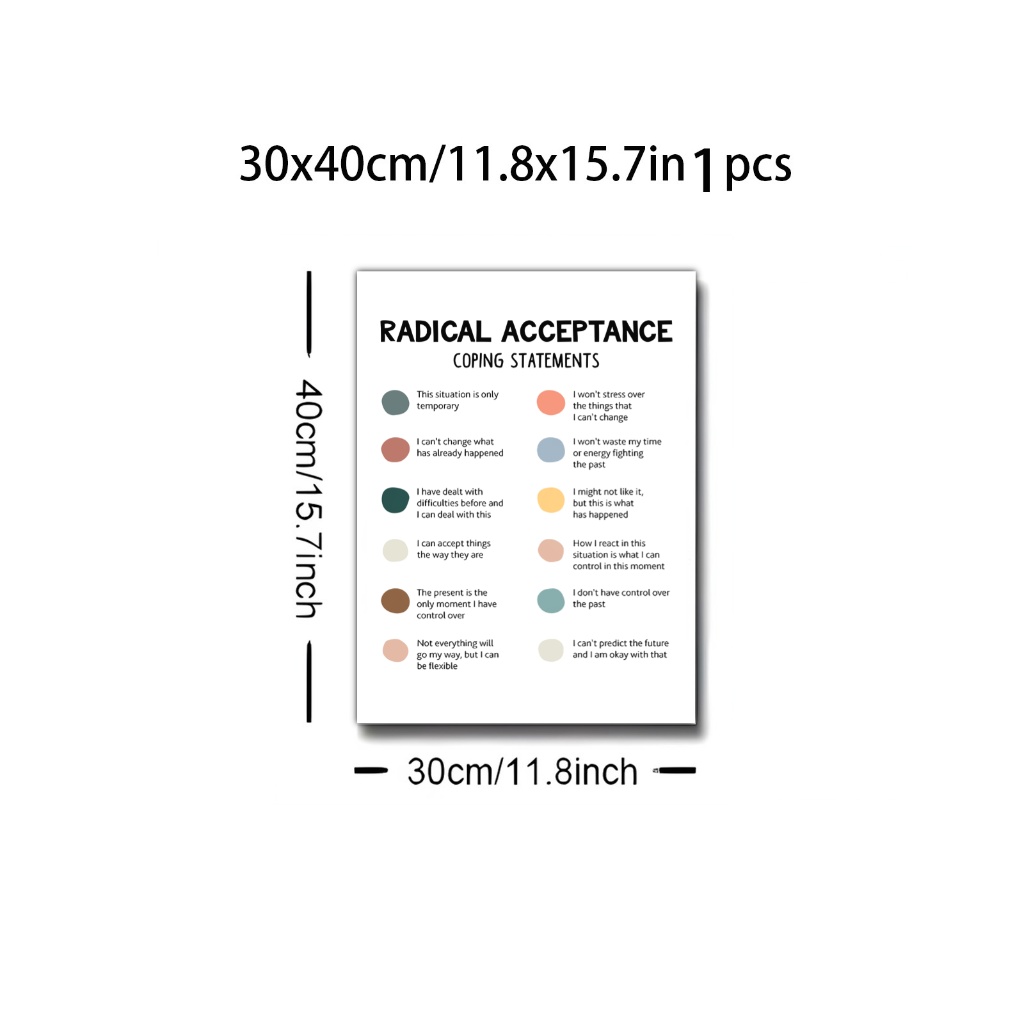 30x40cm/11.8x15.7in 1 pcs
40cm/15.7inch
RADICAL ACCEPTANCE
COPING STATEMENTS
This situation is only
temporary
I can't change what
has already happened
I have dealt with
difficulties before and
I can deal with this
I can accept things
the way they are
The present is the
only moment I have
control over
Not everything will
go my way, but I can
be flexible
I won't stress over
the things that
I can't change
I won't waste my time
or energy fighting
the past
I might not like it,
but this is what
has happened
How I react in this
situation is what I can
control in this moment
I don't have control over
the past
I can't predict the future
and I am okay with that
30cm/11.8inch